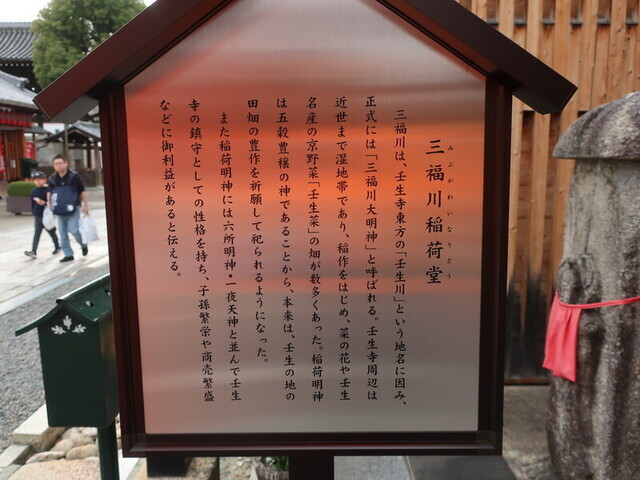 三福川稲荷堂
みぶがわいなりどう
三福川は、壬生寺東方の「壬生川」という地名に因み、
正式には「三福川大明神」と呼ばれる。壬生寺周辺は
近世まで湿地帯であり、稲作をはじめ、菜の花や壬生
名産の京野菜「壬生菜」の畑が数多くあった。稲荷明神
は五穀豊穣の神であることから、本来は、壬生の地の
田畑の豊作を祈願して祀られるようになった。
また稲荷明神には六所明神・一夜天神と並んで壬生
寺の鎮守としての性格を持ち、子孫繁栄や商売繁盛
などに御利益があると伝える。